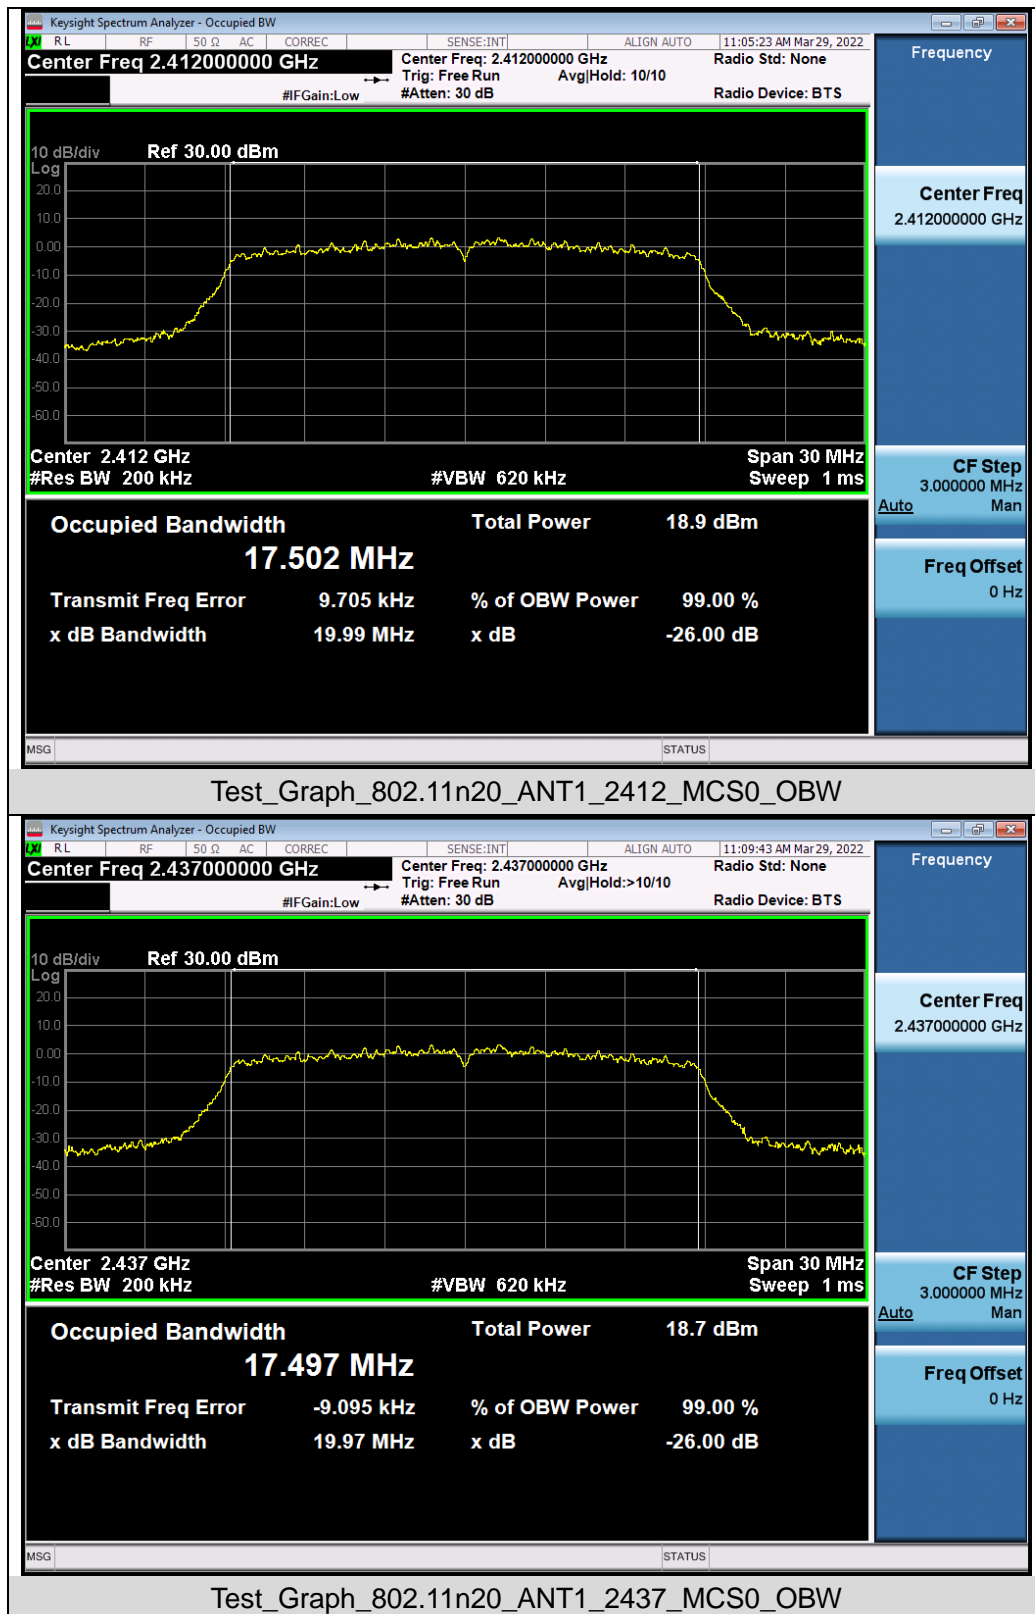 Keysight Spectrum Analyzer - Occupied BW
LXI RL RF 50 Ω AC CORREC SENSE:INT ALIGN AUTO 11:05:23 AM Mar 29, 2022
Center Freq 2.412000000 GHz
Center Freq: 2.412000000 GHz
Radio Std: None
Trig: Free Run Avg|Hold: 10/10
#IFGain:Low
#Atten: 30 dB
Radio Device: BTS
Frequency
10 dB/div Ref 30.00 dBm
Log
20.0
10.0
0.00
-10.0
-20.0
-30.0
-40.0
-50.0
-60.0
Center Freq
2.412000000 GHz
Center 2.412 GHz Span 30 MHz
#Res BW 200 kHz #VBW 620 kHz Sweep 1 ms
CF Step
3.000000 MHz
Auto Man
Freq Offset
0 Hz
Occupied Bandwidth Total Power 18.9 dBm
17.502 MHz
Transmit Freq Error 9.705 kHz % of OBW Power 99.00 %
x dB Bandwidth 19.99 MHz x dB -26.00 dB
MSG STATUS
Test_Graph_802.11n20_ANT1_2412_MCS0_OBW
Keysight Spectrum Analyzer - Occupied BW
LXI RL RF 50 Ω AC CORREC SENSE:INT ALIGN AUTO 11:09:43 AM Mar 29, 2022
Center Freq 2.437000000 GHz
Center Freq: 2.437000000 GHz
Radio Std: None
Trig: Free Run Avg|Hold:>10/10
#IFGain:Low
#Atten: 30 dB
Radio Device: BTS
Frequency
10 dB/div Ref 30.00 dBm
Log
20.0
10.0
0.00
-10.0
-20.0
-30.0
-40.0
-50.0
-60.0
Center Freq
2.437000000 GHz
Center 2.437 GHz Span 30 MHz
#Res BW 200 kHz #VBW 620 kHz Sweep 1 ms
CF Step
3.000000 MHz
Auto Man
Freq Offset
0 Hz
Occupied Bandwidth Total Power 18.7 dBm
17.497 MHz
Transmit Freq Error -9.095 kHz % of OBW Power 99.00 %
x dB Bandwidth 19.97 MHz x dB -26.00 dB
MSG STATUS
Test_Graph_802.11n20_ANT1_2437_MCS0_OBW